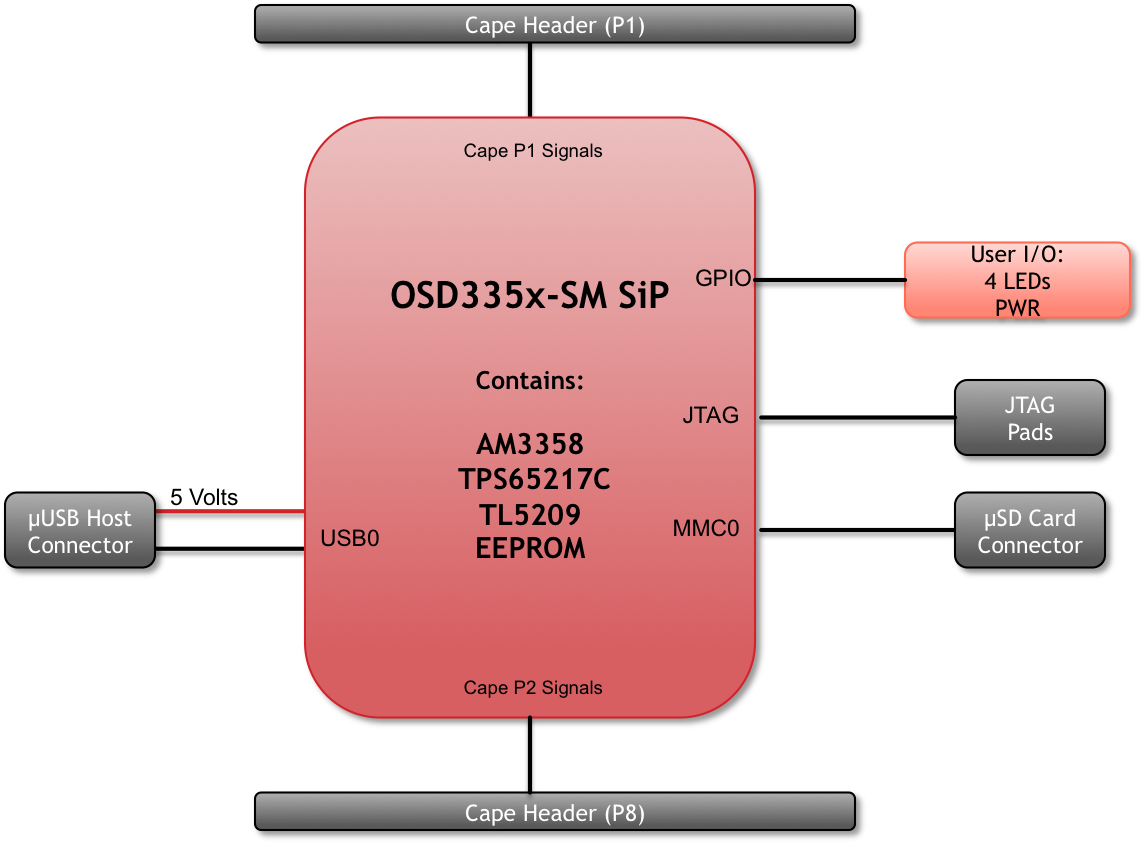 Cape Header (P1)
Cape P1 Signals
GPIO
User I/O:
4 LEDs
PWR
OSD335x-SM SiP
Contains:
JTAG
JTAG
Pads
AM3358
TPS65217C
TL5209
EEPROM
5 Volts
µUSB Host
Connector
USB0
MMC0
µSD Card
Connector
Cape P2 Signals
Cape Header (P8)